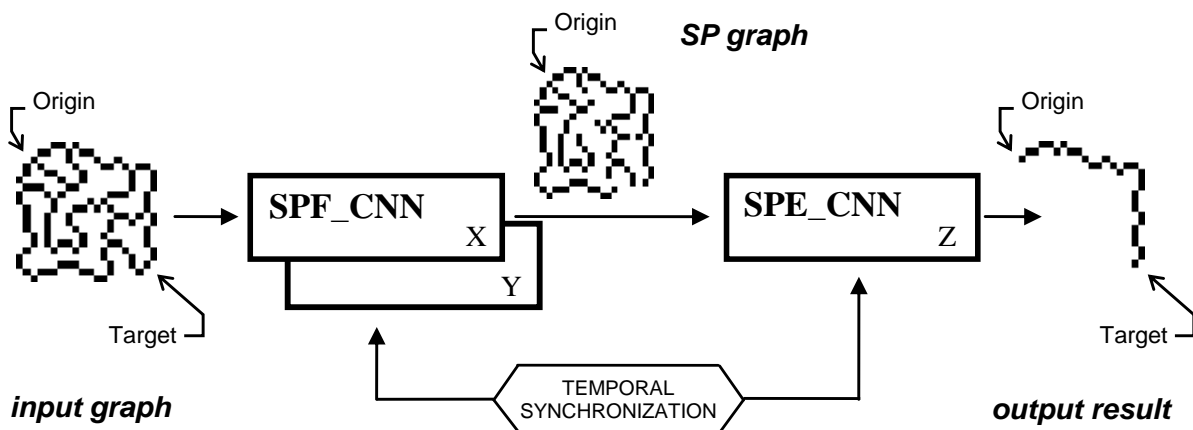 Origin
SP graph
Origin
Origin
SPF_CNN
X
Y
SPE_CNN
Z
Target
Target
TEMPORAL
SYNCHRONIZATION
input graph
output result